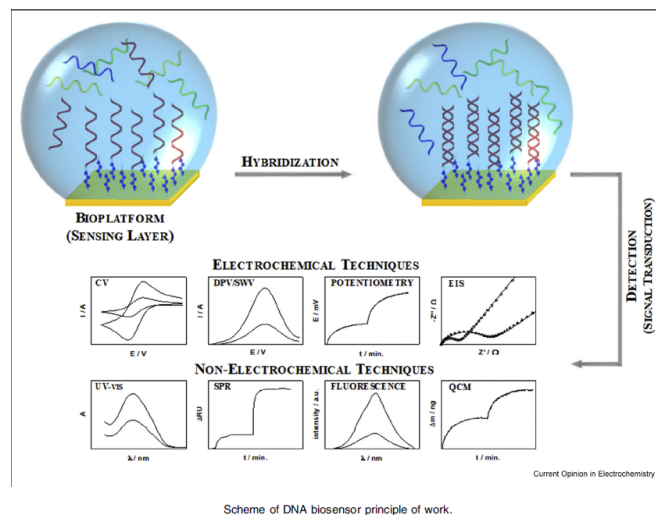 HYBRIDIZATION
BIOPLATFORM
(SENSING LAYER)
DETECTION
(SIGNAL TRANSDUCTION)
ELECTROCHEMICAL TECHNIQUES
CV
I / A
E / V
DPV/SWV
I / A
E / V
POTENTIOMETRY
E / mV
t / min.
EIS
-Z'' / Ω
Z' / Ω
NON-ELECTROCHEMICAL TECHNIQUES
UV-VIS
A
λ / nm
SPR
ΔRU
t / min.
FLUORESCENCE
intensity / a.u.
λ / nm
QCM
Δm / ng
t / min.
Current Opinion in Electrochemistry
Scheme of DNA biosensor principle of work.